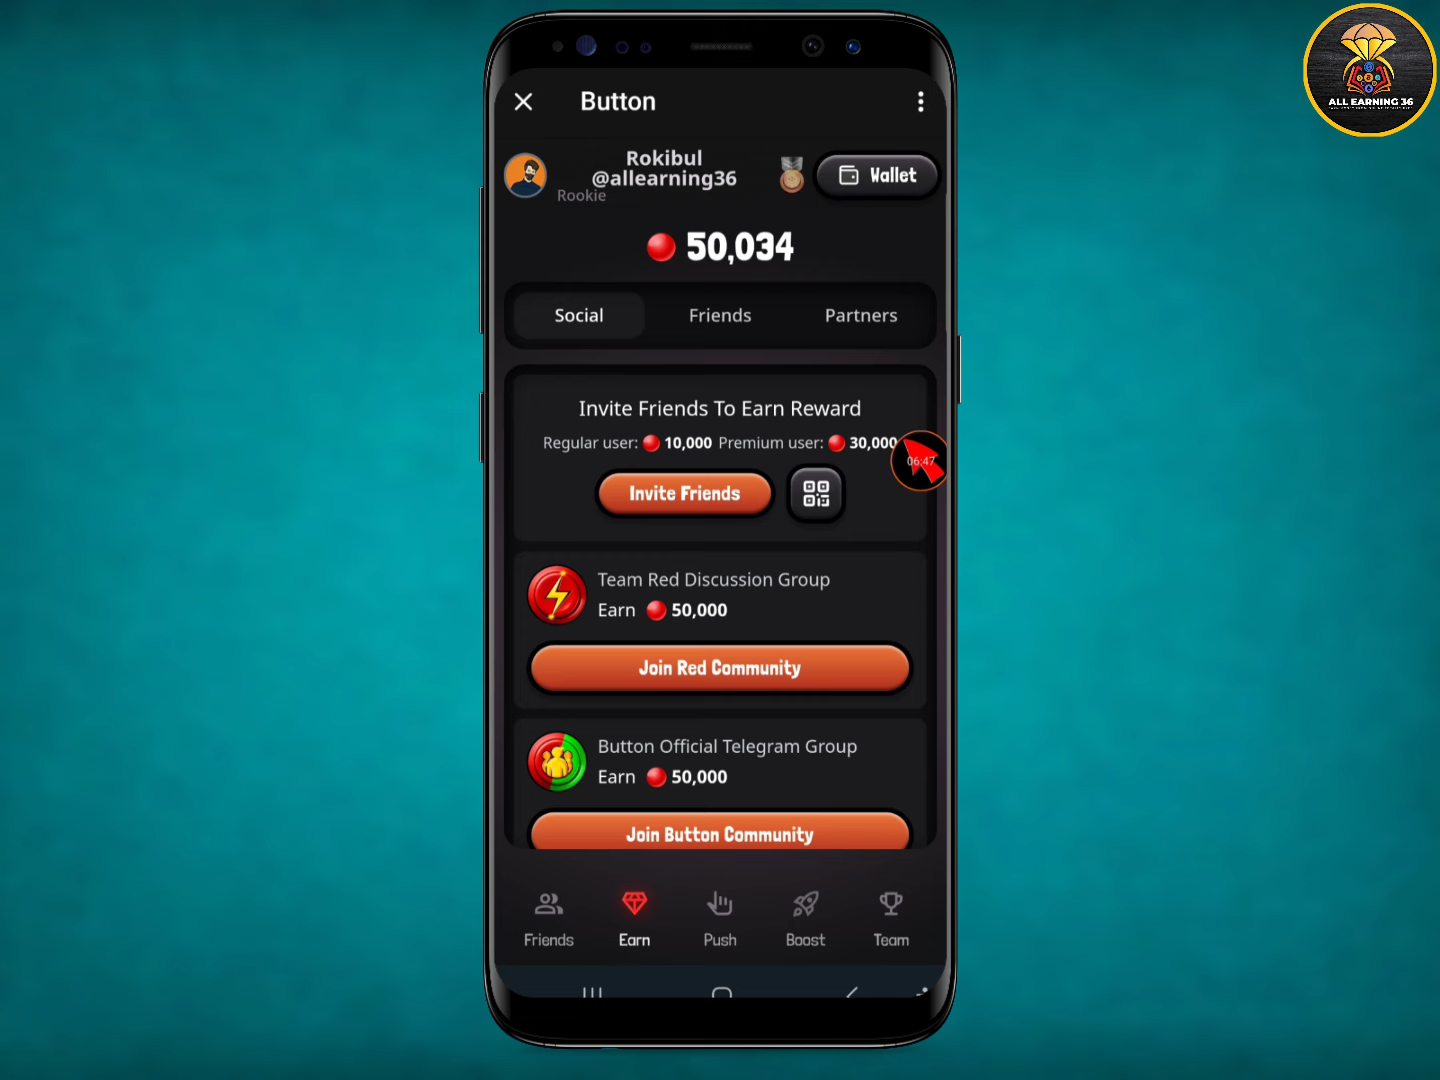 ALL EARNING 36
Button
Rokibul
@allearning36
Rookie
Wallet
50,034
Social Friends Partners
Invite Friends To Earn Reward
Regular user: 10,000 Premium user: 30,000
06:47
Invite Friends
Team Red Discussion Group
Earn 50,000
Join Red Community
Button Official Telegram Group
Earn 50,000
Join Button Community
Friends Earn Push Boost Team